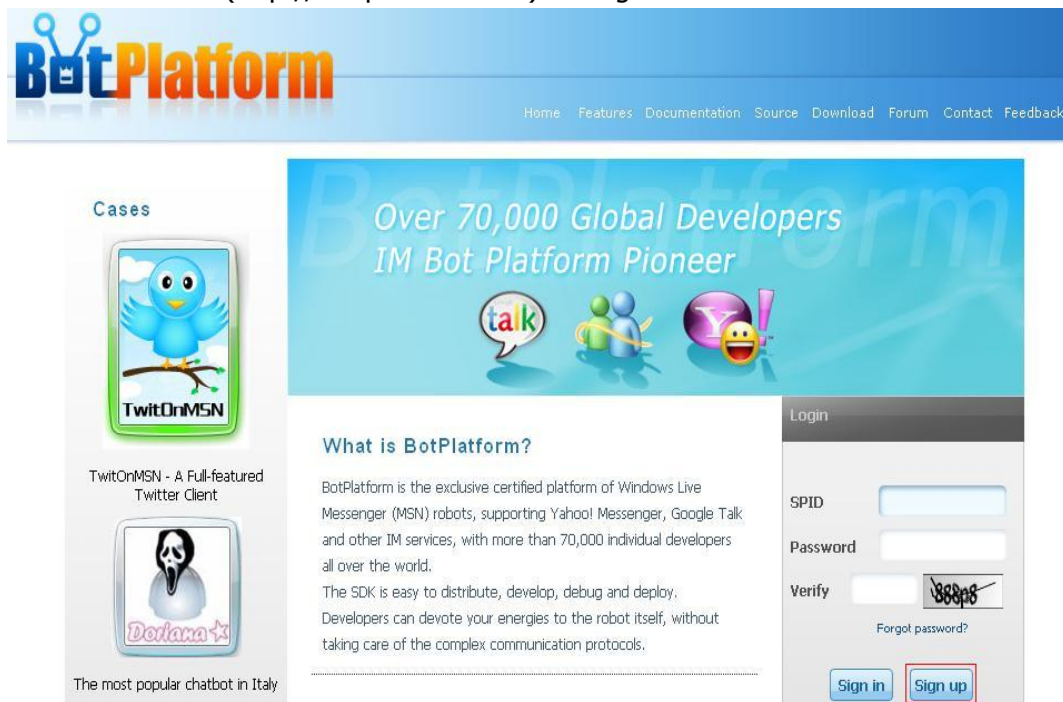 BotPlatform
Home Features Documentation Source Download Forum Contact Feedback
Cases
TwitOnMSN
TwitOnMSN - A Full-featured
Twitter Client
Doriana
The most popular chatbot in Italy
BotPlatform
Over 70,000 Global Developers
IM Bot Platform Pioneer
talk
Y!
What is BotPlatform?
BotPlatform is the exclusive certified platform of Windows Live
Messenger (MSN) robots, supporting Yahoo! Messenger, Google Talk
and other IM services, with more than 70,000 individual developers
all over the world.
The SDK is easy to distribute, develop, debug and deploy.
Developers can devote your energies to the robot itself, without
taking care of the complex communication protocols.
Login
SPID
Password
Verify
Forgot password?
Sign in Sign up